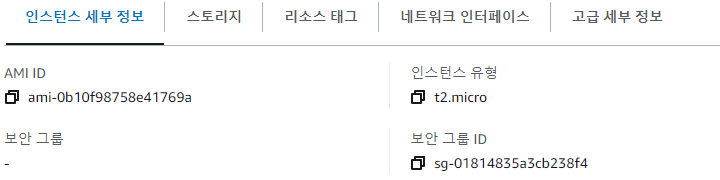 인스턴스 세부 정보 스토리지 리소스 태그 네트워크 인터페이스 고급 세부 정보
AMI ID 인스턴스 유형
ami-0b10f98758e41769a t2.micro
보안 그룹 보안 그룹 ID
- sg-01814835a3cb238f4